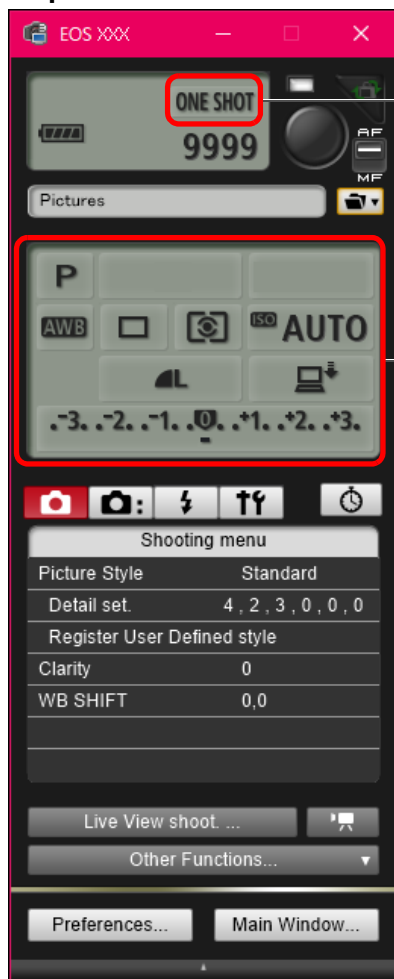 EOS XXX
ONE SHOT
9999
AF
MF
Pictures
P
AWB
ISO AUTO
L
.-3. .-2. .-1. .0. .+1. .+2. .+3.
Shooting menu
Picture Style Standard
Detail set. 4 , 2 , 3 , 0 , 0 , 0
Register User Defined style
Clarity 0
WB SHIFT 0,0
Live View shoot. ...
Other Functions...
Preferences... Main Window...